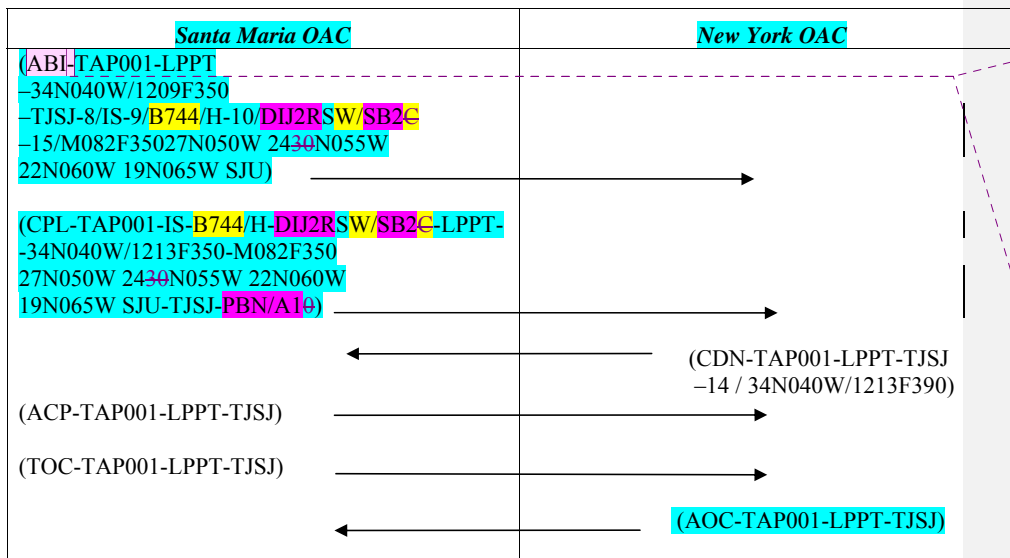 Santa Maria OAC
New York OAC
(ABI-TAP001-LPPT
–34N040W/1209F350
–TJSJ-8/IS-9/B744/H-10/DIJ2RSW/SB2C
–15/M082F35027N050W 2430N055W
22N060W 19N065W SJU)
(CPL-TAP001-IS-B744/H-DIJ2RSW/SB2C-LPPT-
-34N040W/1213F350-M082F350
27N050W 2430N055W 22N060W
19N065W SJU-TJSJ-PBN/A10)
(CDN-TAP001-LPPT-TJSJ
–14 / 34N040W/1213F390)
(ACP-TAP001-LPPT-TJSJ)
(TOC-TAP001-LPPT-TJSJ)
(AOC-TAP001-LPPT-TJSJ)